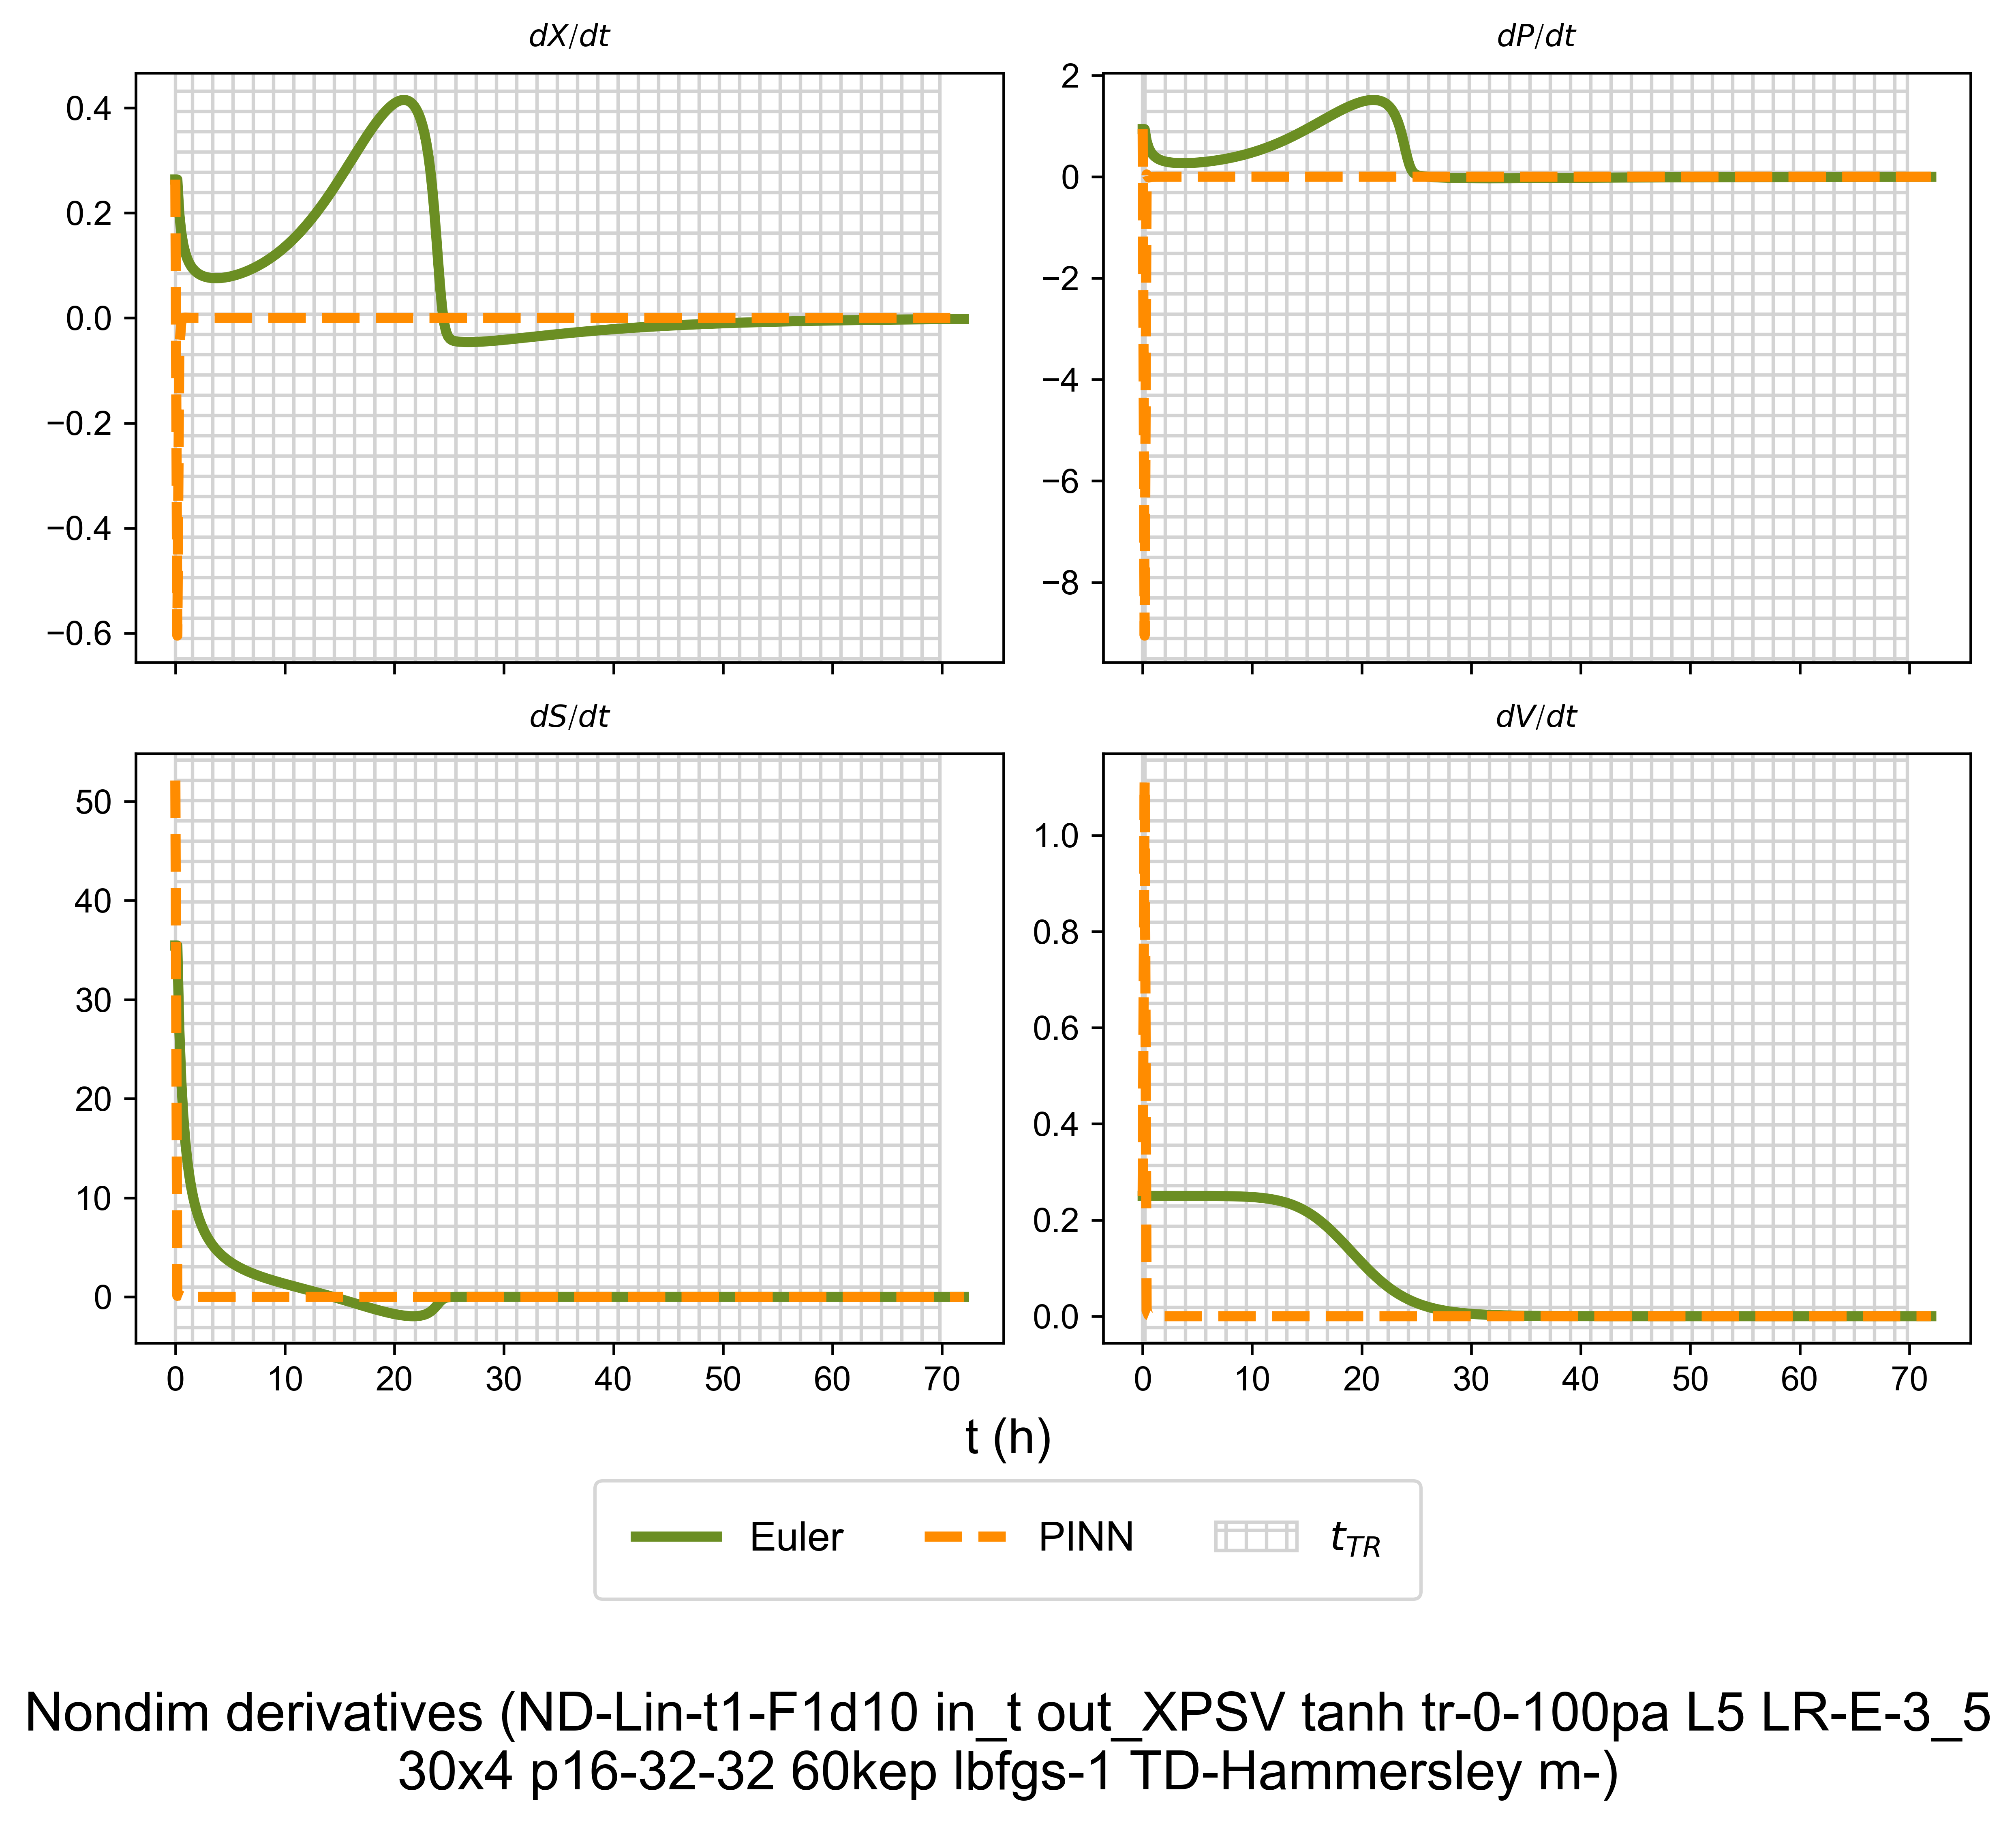 dX/dt
dP/dt
0.4
0.2
0.0
−0.2
−0.4
−0.6
2
0
−2
−4
−6
−8
dS/dt
dV/dt
50
40
30
20
10
0
1.0
0.8
0.6
0.4
0.2
0.0
0 10 20 30 40 50 60 70
0 10 20 30 40 50 60 70
t (h)
Euler PINN t_{TR}
Nondim derivatives (ND-Lin-t1-F1d10 in_t out_XPSV tanh tr-0-100pa L5 LR-E-3_5
30x4 p16-32-32 60kep lbfgs-1 TD-Hammersley m-)